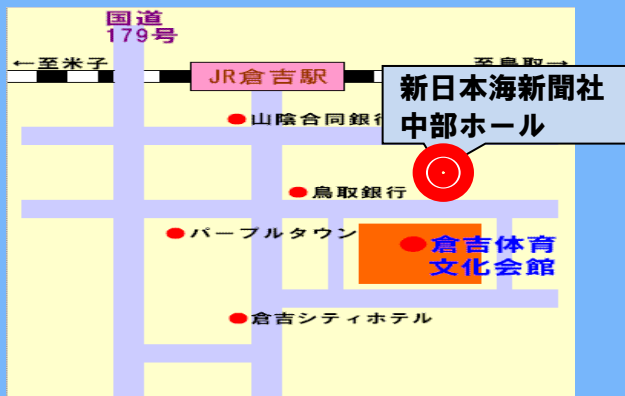 国道
179号
←至米子
至鳥取→
JR倉吉駅
新日本海新聞社
中部ホール
山陰合同銀行
鳥取銀行
パープルタウン
倉吉体育
文化会館
倉吉シティホテル